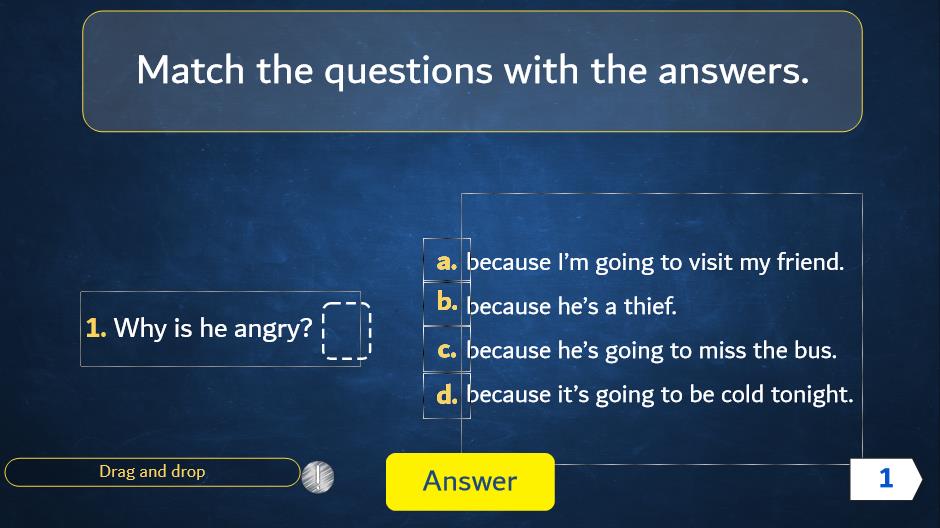 Match the questions with the answers.
1. Why is he angry?
a. because I’m going to visit my friend.
b. because he’s a thief.
c. because he’s going to miss the bus.
d. because it’s going to be cold tonight.
Drag and drop
!
Answer
1